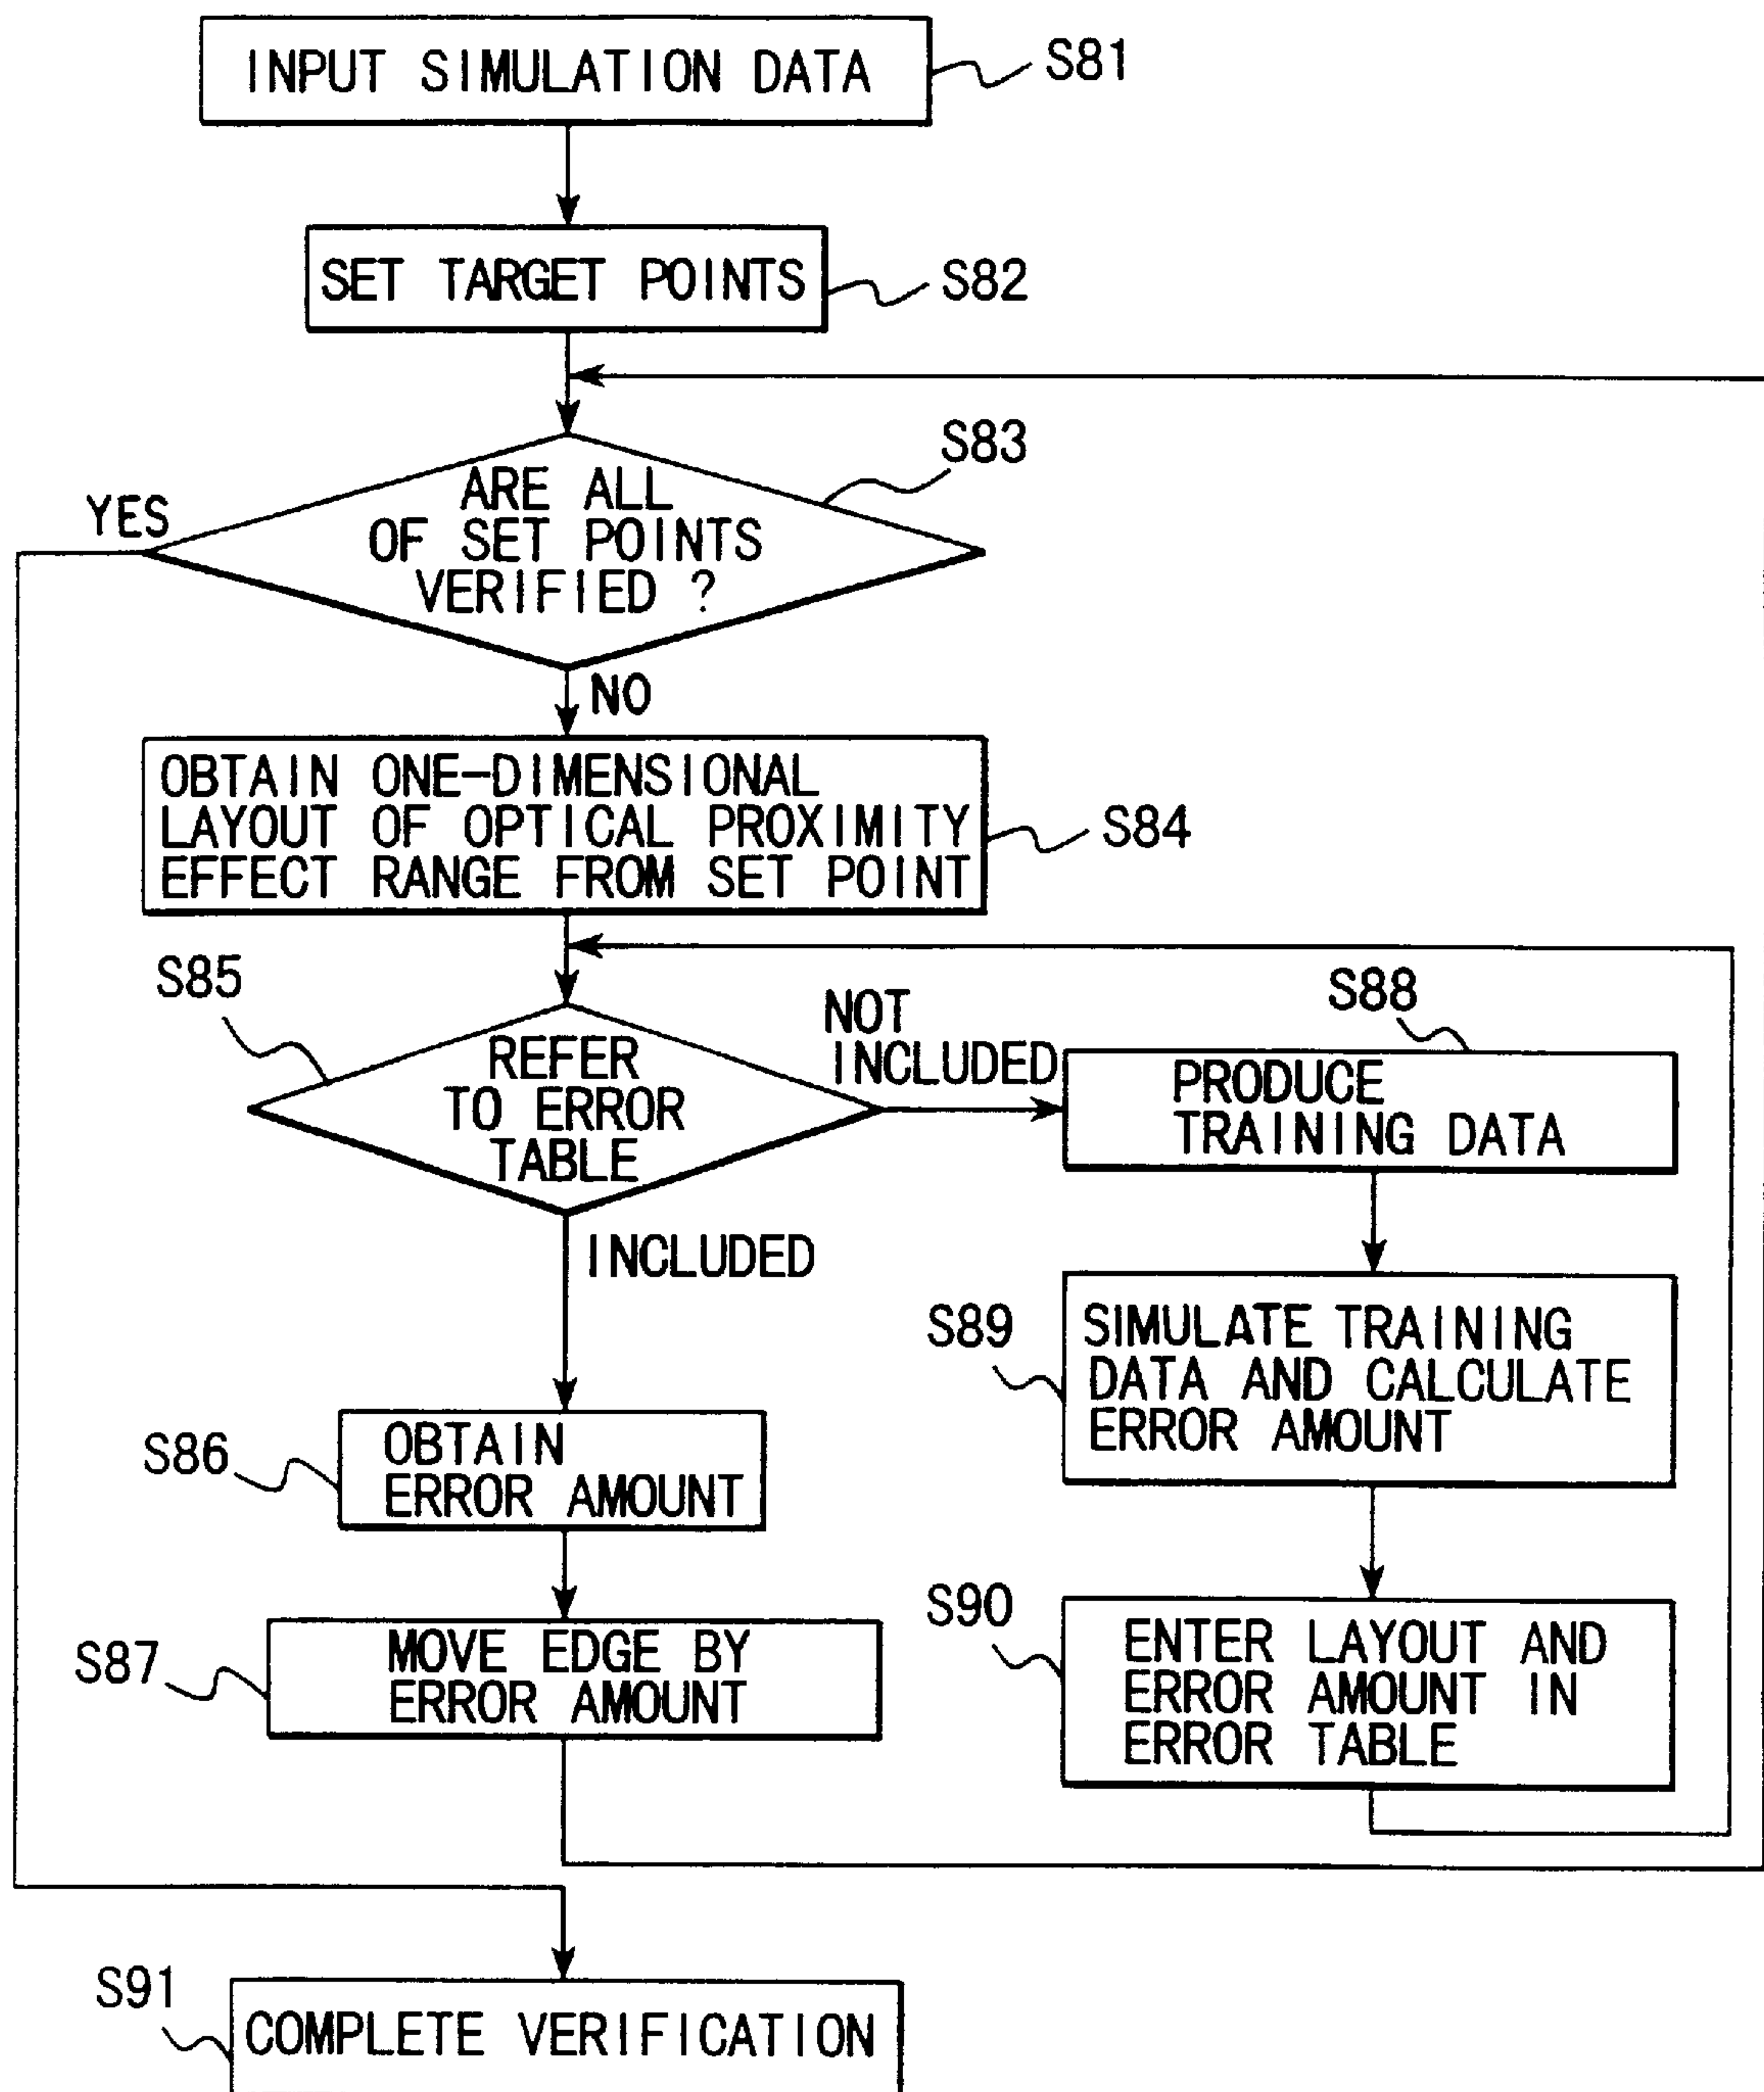 INPUT SIMULATION DATA
S81
SET TARGET POINTS
S82
S83
ARE ALL
OF SET POINTS
VERIFIED ?
YES
NO
OBTAIN ONE-DIMENSIONAL
LAYOUT OF OPTICAL PROXIMITY
EFFECT RANGE FROM SET POINT
S84
S85
REFER
TO ERROR
TABLE
NOT
INCLUDED
S88
PRODUCE
TRAINING DATA
INCLUDED
S89
SIMULATE TRAINING
DATA AND CALCULATE
ERROR AMOUNT
S86
OBTAIN
ERROR AMOUNT
S90
ENTER LAYOUT AND
ERROR AMOUNT IN
ERROR TABLE
S87
MOVE EDGE BY
ERROR AMOUNT
S91
COMPLETE VERIFICATION